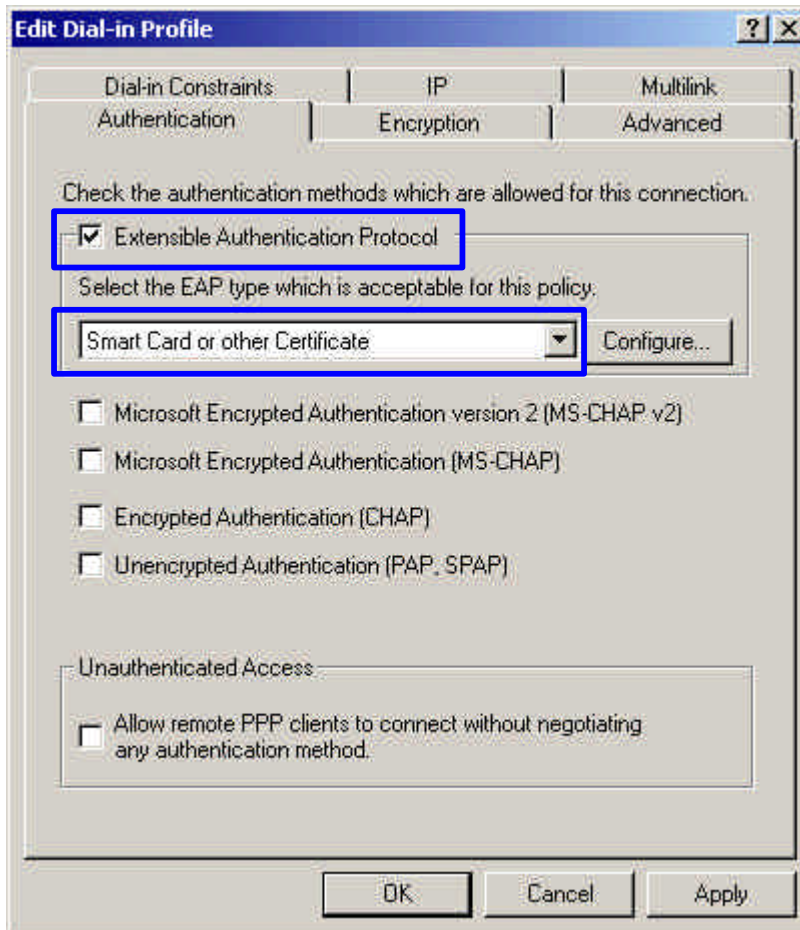 Edit Dial-in Profile
Dial-in Constraints IP Multilink
Authentication Encryption Advanced
Check the authentication methods which are allowed for this connection.
Extensible Authentication Protocol
Select the EAP type which is acceptable for this policy.
Smart Card or other Certificate Configure...
Microsoft Encrypted Authentication version 2 (MS-CHAP v2)
Microsoft Encrypted Authentication (MS-CHAP)
Encrypted Authentication (CHAP)
Unencrypted Authentication (PAP, SPAP)
Unauthenticated Access
Allow remote PPP clients to connect without negotiating
any authentication method.
OK Cancel Apply